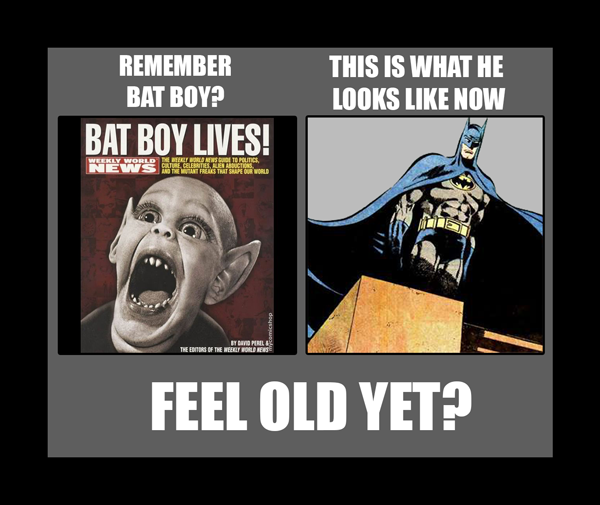 REMEMBER
BAT BOY?
THIS IS WHAT HE
LOOKS LIKE NOW
BAT BOY LIVES!
WEEKLY WORLD
NEWS
THE WEEKLY WORLD NEWS GUIDE TO POLITICS,
CULTURE, CELEBRITIES, ALIEN ABDUCTIONS,
AND THE MUTANT FREAKS THAT SHAPE OUR WORLD
mycomicshop
BY DAVID PEREL &
THE EDITORS OF THE WEEKLY WORLD NEWS
FEEL OLD YET?